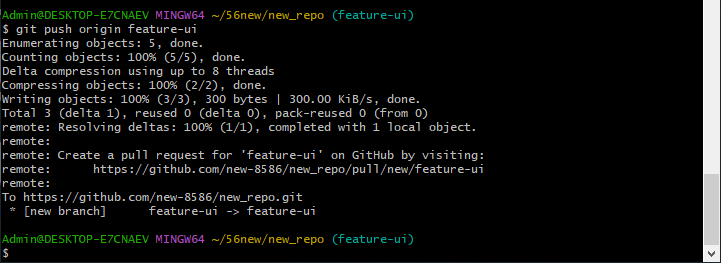 Admin@DESKTOP-E7CNAEV MINGW64 ~/56new/new_repo (feature-ui)
$ git push origin feature-ui
Enumerating objects: 5, done.
Counting objects: 100% (5/5), done.
Delta compression using up to 8 threads
Compressing objects: 100% (2/2), done.
Writing objects: 100% (3/3), 300 bytes | 300.00 KiB/s, done.
Total 3 (delta 1), reused 0 (delta 0), pack-reused 0 (from 0)
remote: Resolving deltas: 100% (1/1), completed with 1 local object.
remote:
remote: Create a pull request for 'feature-ui' on GitHub by visiting:
remote:      https://github.com/new-8586/new_repo/pull/new/feature-ui
remote:
To https://github.com/new-8586/new_repo.git
 * [new branch]      feature-ui -> feature-ui
Admin@DESKTOP-E7CNAEV MINGW64 ~/56new/new_repo (feature-ui)
$